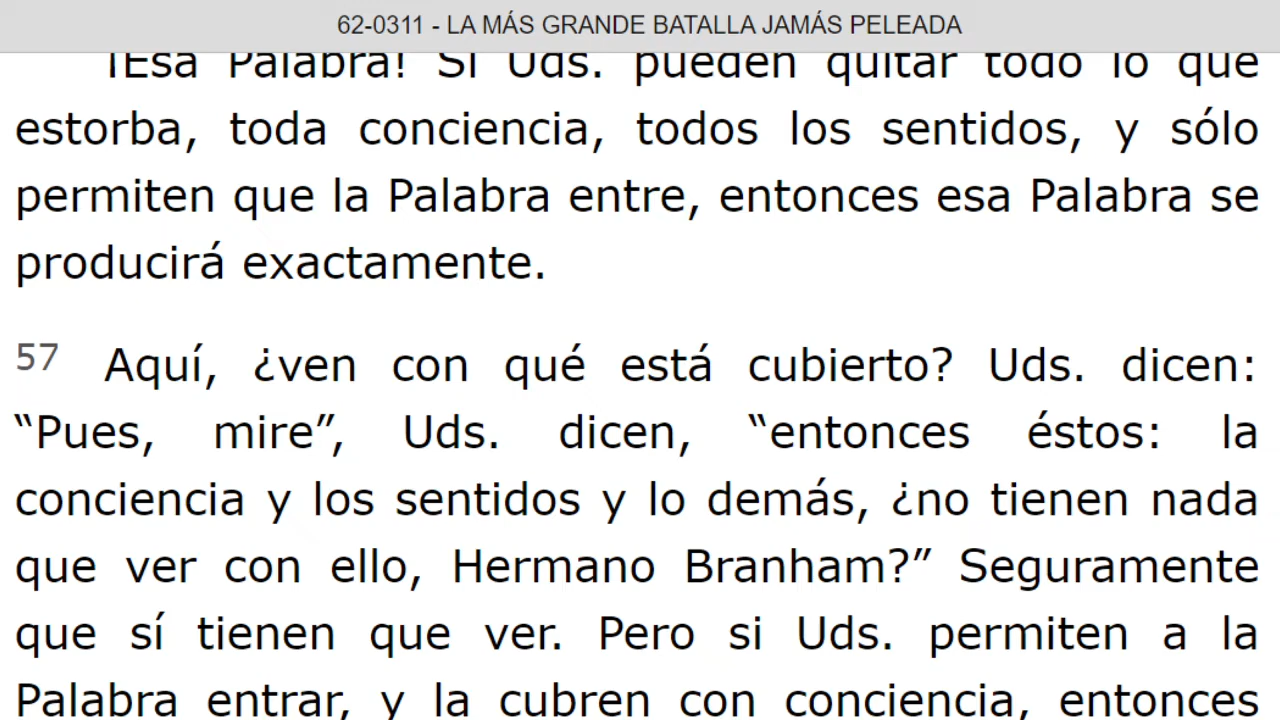 62-0311 - LA MÁS GRANDE BATALLA JAMÁS PELEADA
¡Esa Palabra! Si Uds. pueden quitar todo lo que
estorba, toda conciencia, todos los sentidos, y sólo
permiten que la Palabra entre, entonces esa Palabra se
producirá exactamente.
57 Aquí, ¿ven con qué está cubierto? Uds. dicen:
“Pues, mire”, Uds. dicen, “entonces éstos: la
conciencia y los sentidos y lo demás, ¿no tienen nada
que ver con ello, Hermano Branham?” Seguramente
que sí tienen que ver. Pero si Uds. permiten a la
Palabra entrar, y la cubren con conciencia, entonces